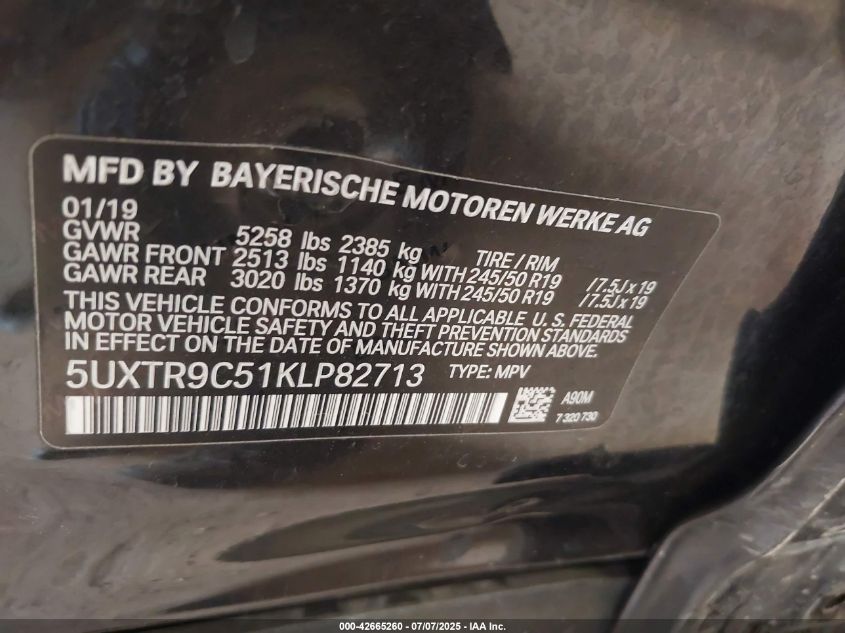 MFD BY BAYERISCHE MOTOREN WERKE AG
01/19
GVWR 5258 lbs 2385 kg TIRE / RIM
GAWR FRONT 2513 lbs 1140 kg WITH 245/50 R19 /7.5J x 19
GAWR REAR 3020 lbs 1370 kg WITH 245/50 R19 /7.5J x 19
THIS VEHICLE CONFORMS TO ALL APPLICABLE U. S. FEDERAL
MOTOR VEHICLE SAFETY AND THEFT PREVENTION STANDARDS
IN EFFECT ON THE DATE OF MANUFACTURE SHOWN ABOVE.
5UXTR9C51KLP82713 TYPE: MPV
A90M
7 320 730
000-42665260 - 07/07/2025 - IAA Inc.